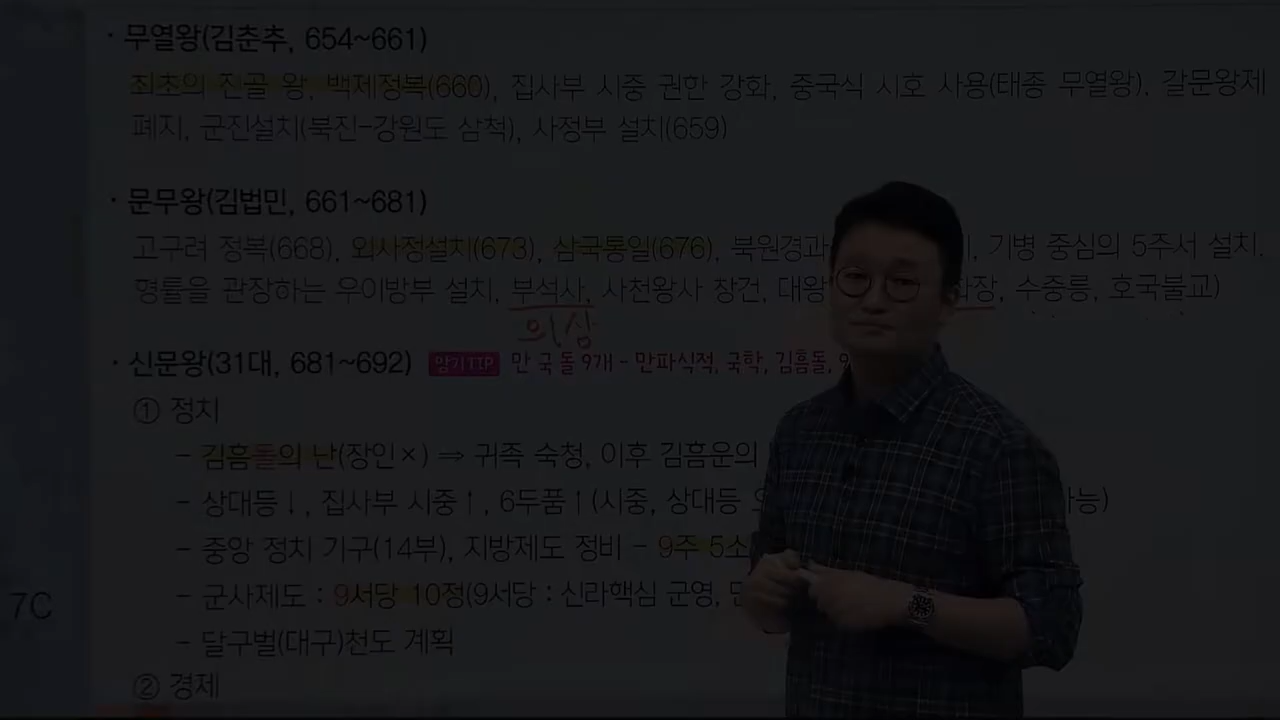 · 무열왕(김춘추, 654~661)
최초의 진골 왕, 백제정복(660), 집사부 시중 권한 강화, 중국식 시호 사용(태종 무열왕), 갈문왕제
폐지, 군진설치(북진-강원도 삼척), 사정부 설치(659)
· 문무왕(김법민, 661~681)
고구려 정복(668), 외사정설치(673), 삼국통일(676), 북원경과 기병 중심의 5주서 설치,
형률을 관장하는 우이방부 설치, 부석사, 사천왕사 창건, 대왕 화장, 수중릉, 호국불교)
의상
· 신문왕(31대, 681~692) 암기TIP 만 국 돌 9개 - 만파식적, 국학, 김흠돌, 9
① 정치
- 김흠돌의 난(장인×) ⇒ 귀족 숙청, 이후 김흠운의
- 상대등↓, 집사부 시중↑, 6두품↑(시중, 상대등 가능)
- 중앙 정치 기구(14부), 지방제도 정비 - 9주 5소
7C
- 군사제도 : 9서당 10정(9서당 : 신라핵심 군영,
- 달구벌(대구)천도 계획
② 경제